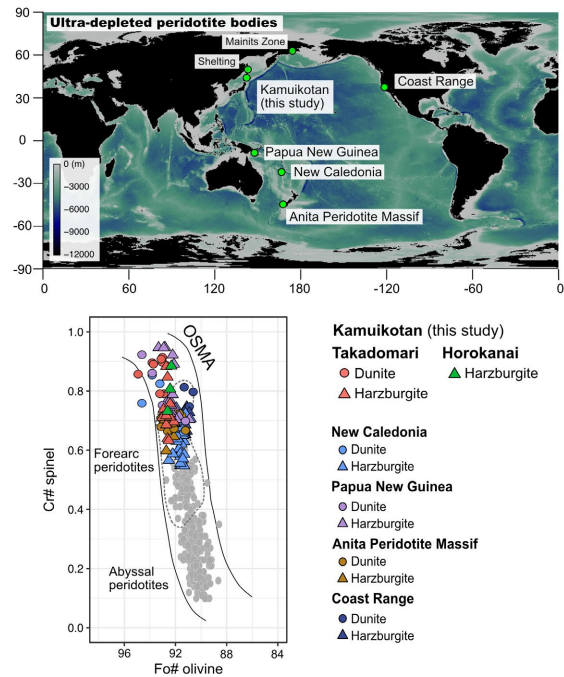 90
60
30
0
−30
−60
−90
Ultra-depleted peridotite bodies
Mainits Zone
Shelting
Kamuikotan
(this study)
Coast Range
Papua New Guinea
New Caledonia
Anita Peridotite Massif
0 (m)
−3000
−6000
−9000
−12000
0
60
120
180
-120
-60
0
1.0
0.8
0.6
0.4
0.2
0.0
Cr# spinel
OSMA
Forearc
peridotites
Abyssal
peridotites
96
92
88
84
Fo# olivine
Kamuikotan (this study)
Takadomari
Horokanai
Dunite
Harzburgite
Harzburgite
New Caledonia
Dunite
Harzburgite
Papua New Guinea
Dunite
Harzburgite
Anita Peridotite Massif
Dunite
Harzburgite
Coast Range
Dunite
Harzburgite